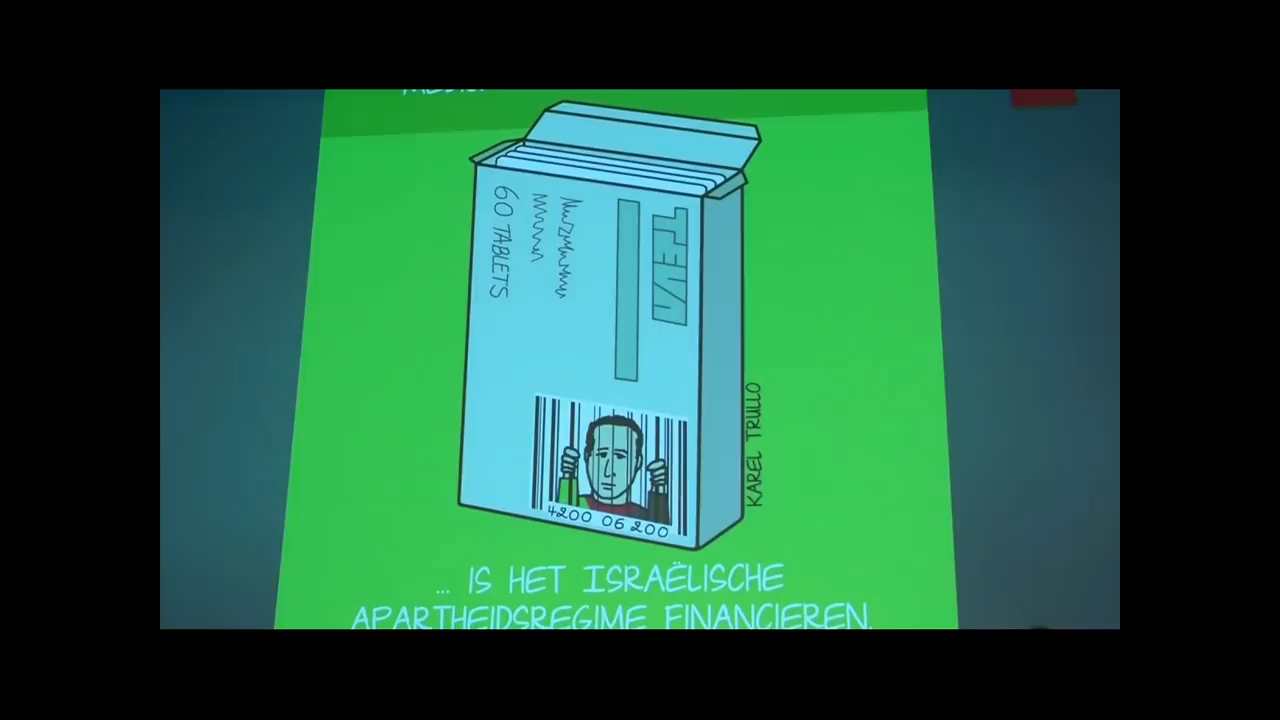 TEVA
60 TABLETS
4200 06 200
KAREL TRULLO
... IS HET ISRAËLISCHE
APARTHEIDSREGIME FINANCIEREN.